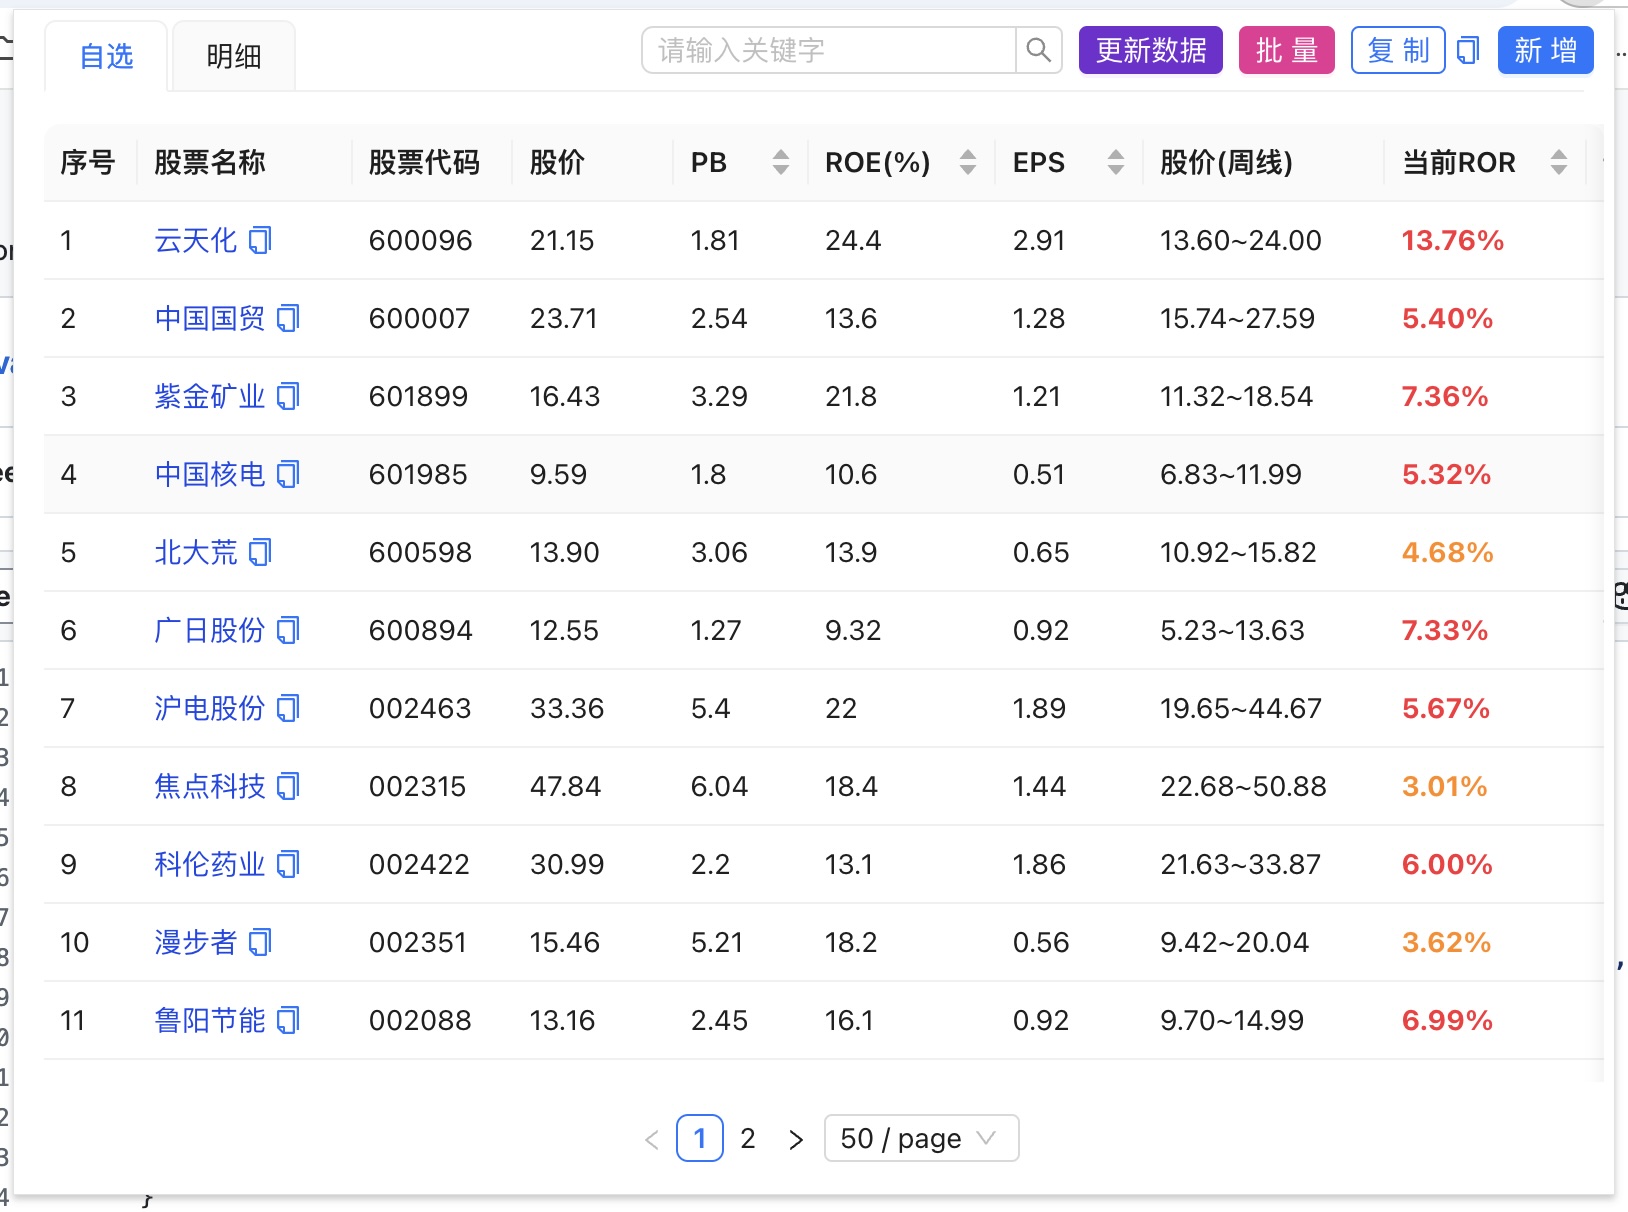 自选 明细 请输入关键字 更新数据 批 量 复 制 新 增
序号 股票名称 股票代码 股价 PB ROE(%) EPS 股价(周线) 当前ROR
1 云天化 600096 21.15 1.81 24.4 2.91 13.60~24.00 13.76%
2 中国国贸 600007 23.71 2.54 13.6 1.28 15.74~27.59 5.40%
3 紫金矿业 601899 16.43 3.29 21.8 1.21 11.32~18.54 7.36%
4 中国核电 601985 9.59 1.8 10.6 0.51 6.83~11.99 5.32%
5 北大荒 600598 13.90 3.06 13.9 0.65 10.92~15.82 4.68%
6 广日股份 600894 12.55 1.27 9.32 0.92 5.23~13.63 7.33%
7 沪电股份 002463 33.36 5.4 22 1.89 19.65~44.67 5.67%
8 焦点科技 002315 47.84 6.04 18.4 1.44 22.68~50.88 3.01%
9 科伦药业 002422 30.99 2.2 13.1 1.86 21.63~33.87 6.00%
10 漫步者 002351 15.46 5.21 18.2 0.56 9.42~20.04 3.62%
11 鲁阳节能 002088 13.16 2.45 16.1 0.92 9.70~14.99 6.99%
< 1 2 > 50 / page
}